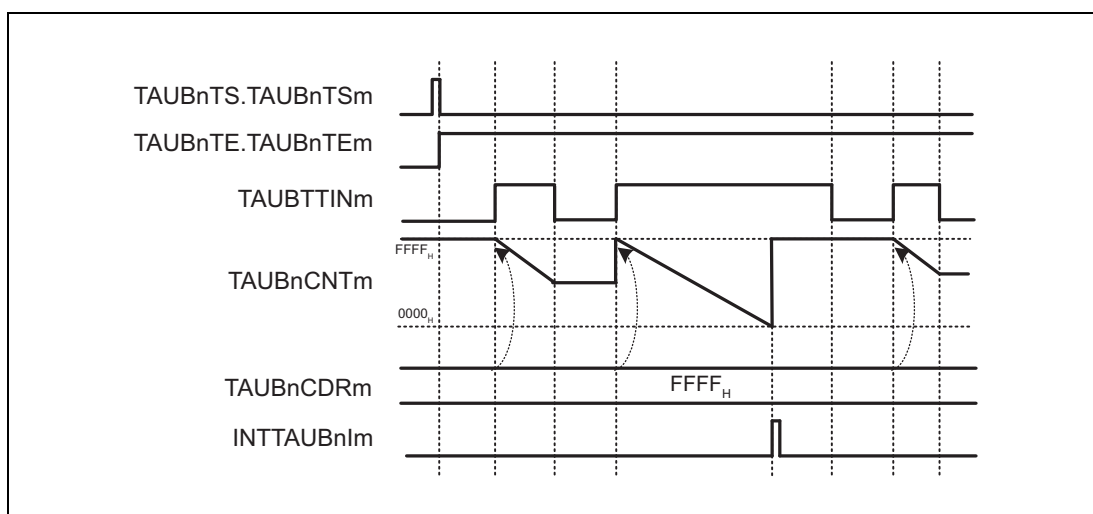 TAUBnTS.TAUBnTSm
TAUBnTE.TAUBnTEm
TAUBTTINm
FFFFH
TAUBnCNTm
0000H
TAUBnCDRm
FFFFH
INTTAUBnIm